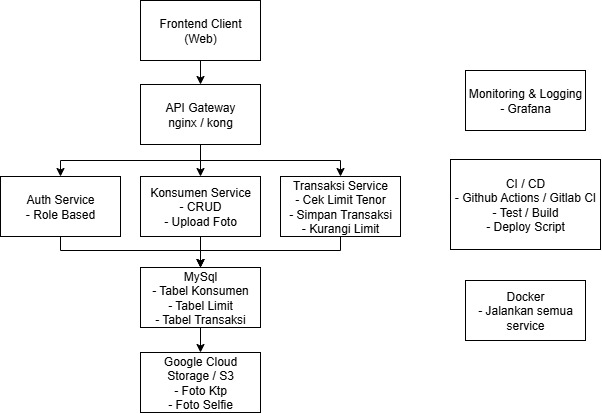 Frontend Client
(Web)
API Gateway
nginx / kong
Auth Service
- Role Based
Konsumen Service
- CRUD
- Upload Foto
Transaksi Service
- Cek Limit Tenor
- Simpan Transaksi
- Kurangi Limit
MySql
- Tabel Konsumen
- Tabel Limit
- Tabel Transaksi
Google Cloud
Storage / S3
- Foto Ktp
- Foto Selfie
Monitoring & Logging
- Grafana
CI / CD
- Github Actions / Gitlab CI
- Test / Build
- Deploy Script
Docker
- Jalankan semua
service